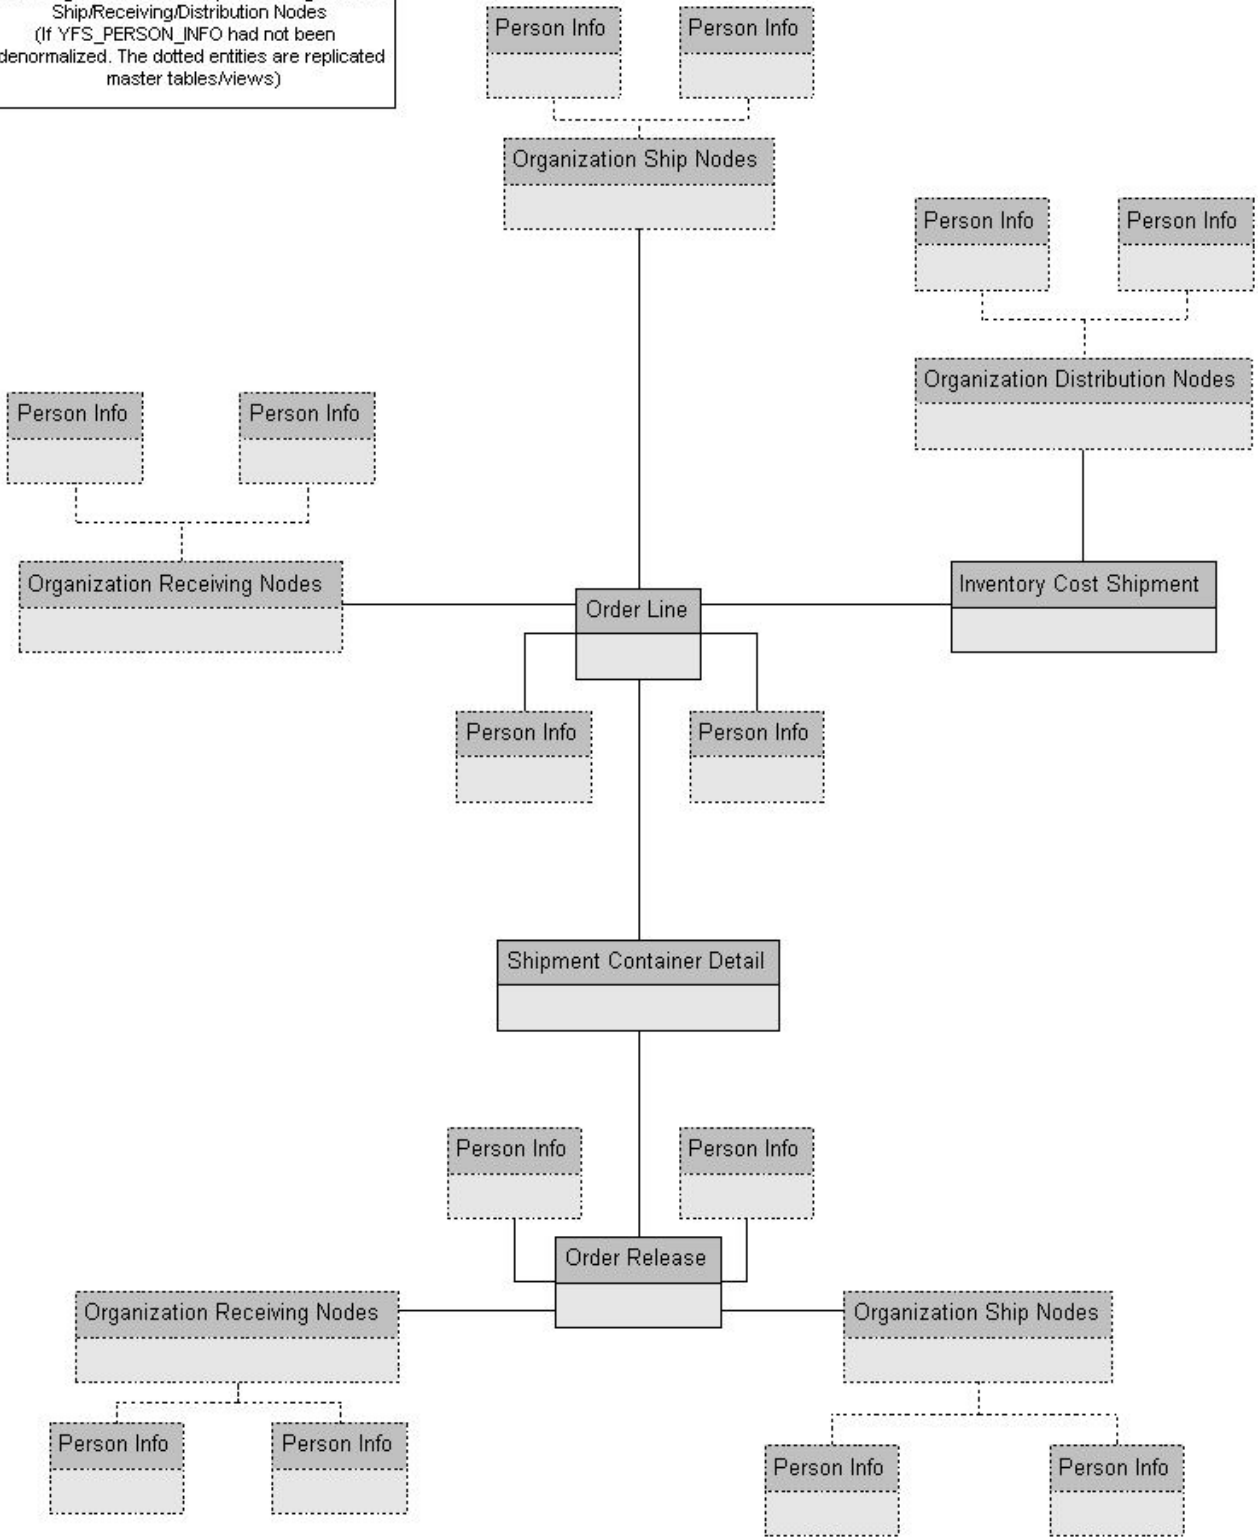 Ship/Receiving/Distribution Nodes
(If YFS_PERSON_INFO had not been
denormalized. The dotted entities are replicated
master tables/views)
Person Info
Person Info
Organization Ship Nodes
Person Info
Person Info
Organization Distribution Nodes
Person Info
Person Info
Organization Receiving Nodes
Order Line
Inventory Cost Shipment
Person Info
Person Info
Shipment Container Detail
Person Info
Person Info
Order Release
Organization Receiving Nodes
Organization Ship Nodes
Person Info
Person Info
Person Info
Person Info